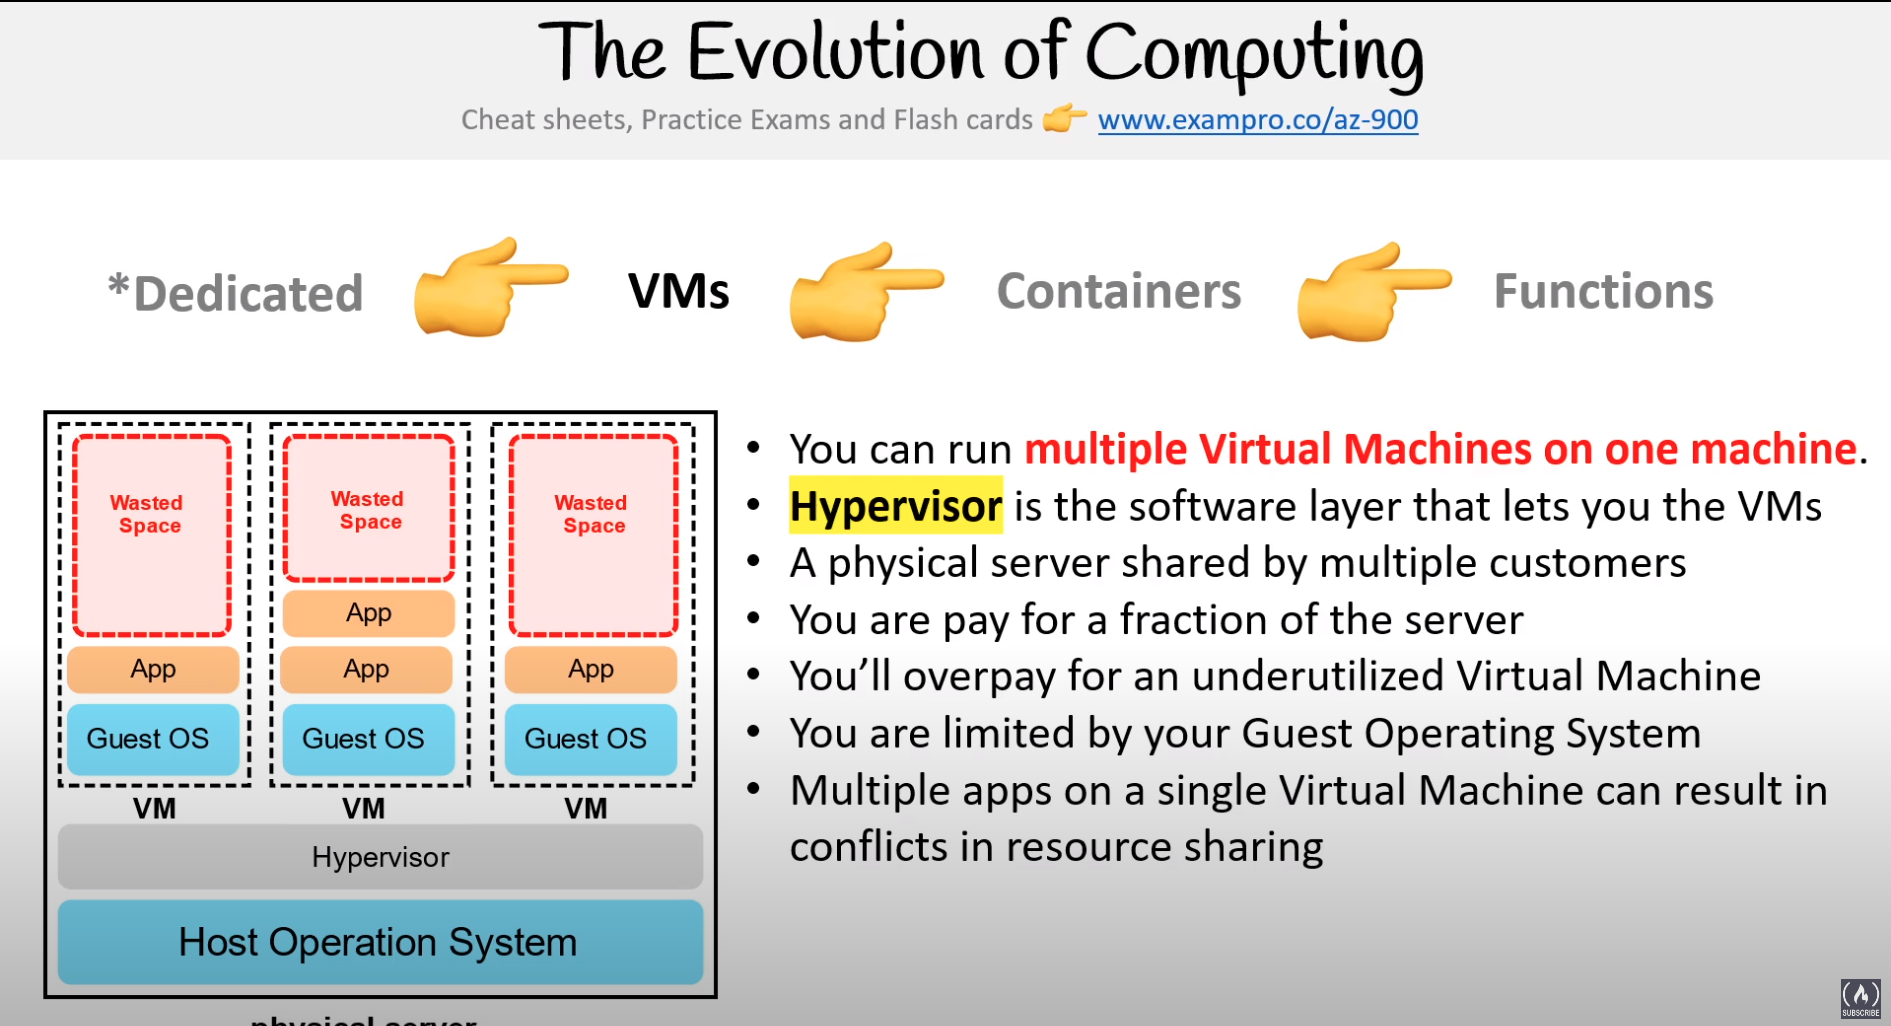 The Evolution of Computing
Cheat sheets, Practice Exams and Flash cards 👉 www.exampro.co/az-900
*Dedicated 👉 VMs 👉 Containers 👉 Functions
Wasted
Space
App
Guest OS
VM
Wasted
Space
App
App
Guest OS
VM
Wasted
Space
App
Guest OS
VM
Hypervisor
Host Operation System
physical server
• You can run multiple Virtual Machines on one machine.
• Hypervisor is the software layer that lets you the VMs
• A physical server shared by multiple customers
• You are pay for a fraction of the server
• You’ll overpay for an underutilized Virtual Machine
• You are limited by your Guest Operating System
• Multiple apps on a single Virtual Machine can result in
conflicts in resource sharing
SUBSCRIBE